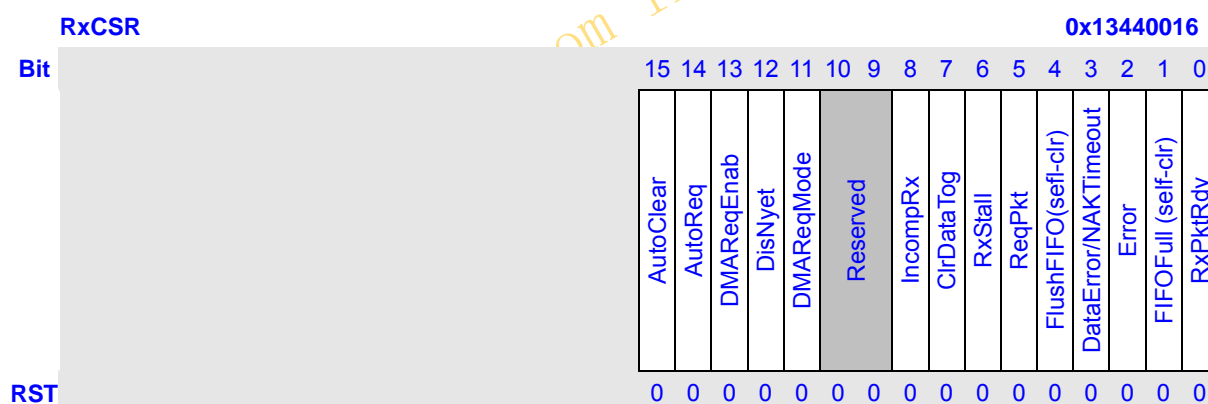 RxCSR 0x13440016
Bit 15 14 13 12 11 10 9 8 7 6 5 4 3 2 1 0
AutoClear
AutoReq
DMAReqEnab
DisNyet
DMAReqMode
Reserved
IncompRx
ClrDataTog
RxStall
ReqPkt
FlushFIFO(sefl-clr)
DataError/NAKTimeout
Error
FIFOFull (self-clr)
RxPktRdy
RST 0 0 0 0 0 0 0 0 0 0 0 0 0 0 0 0
om